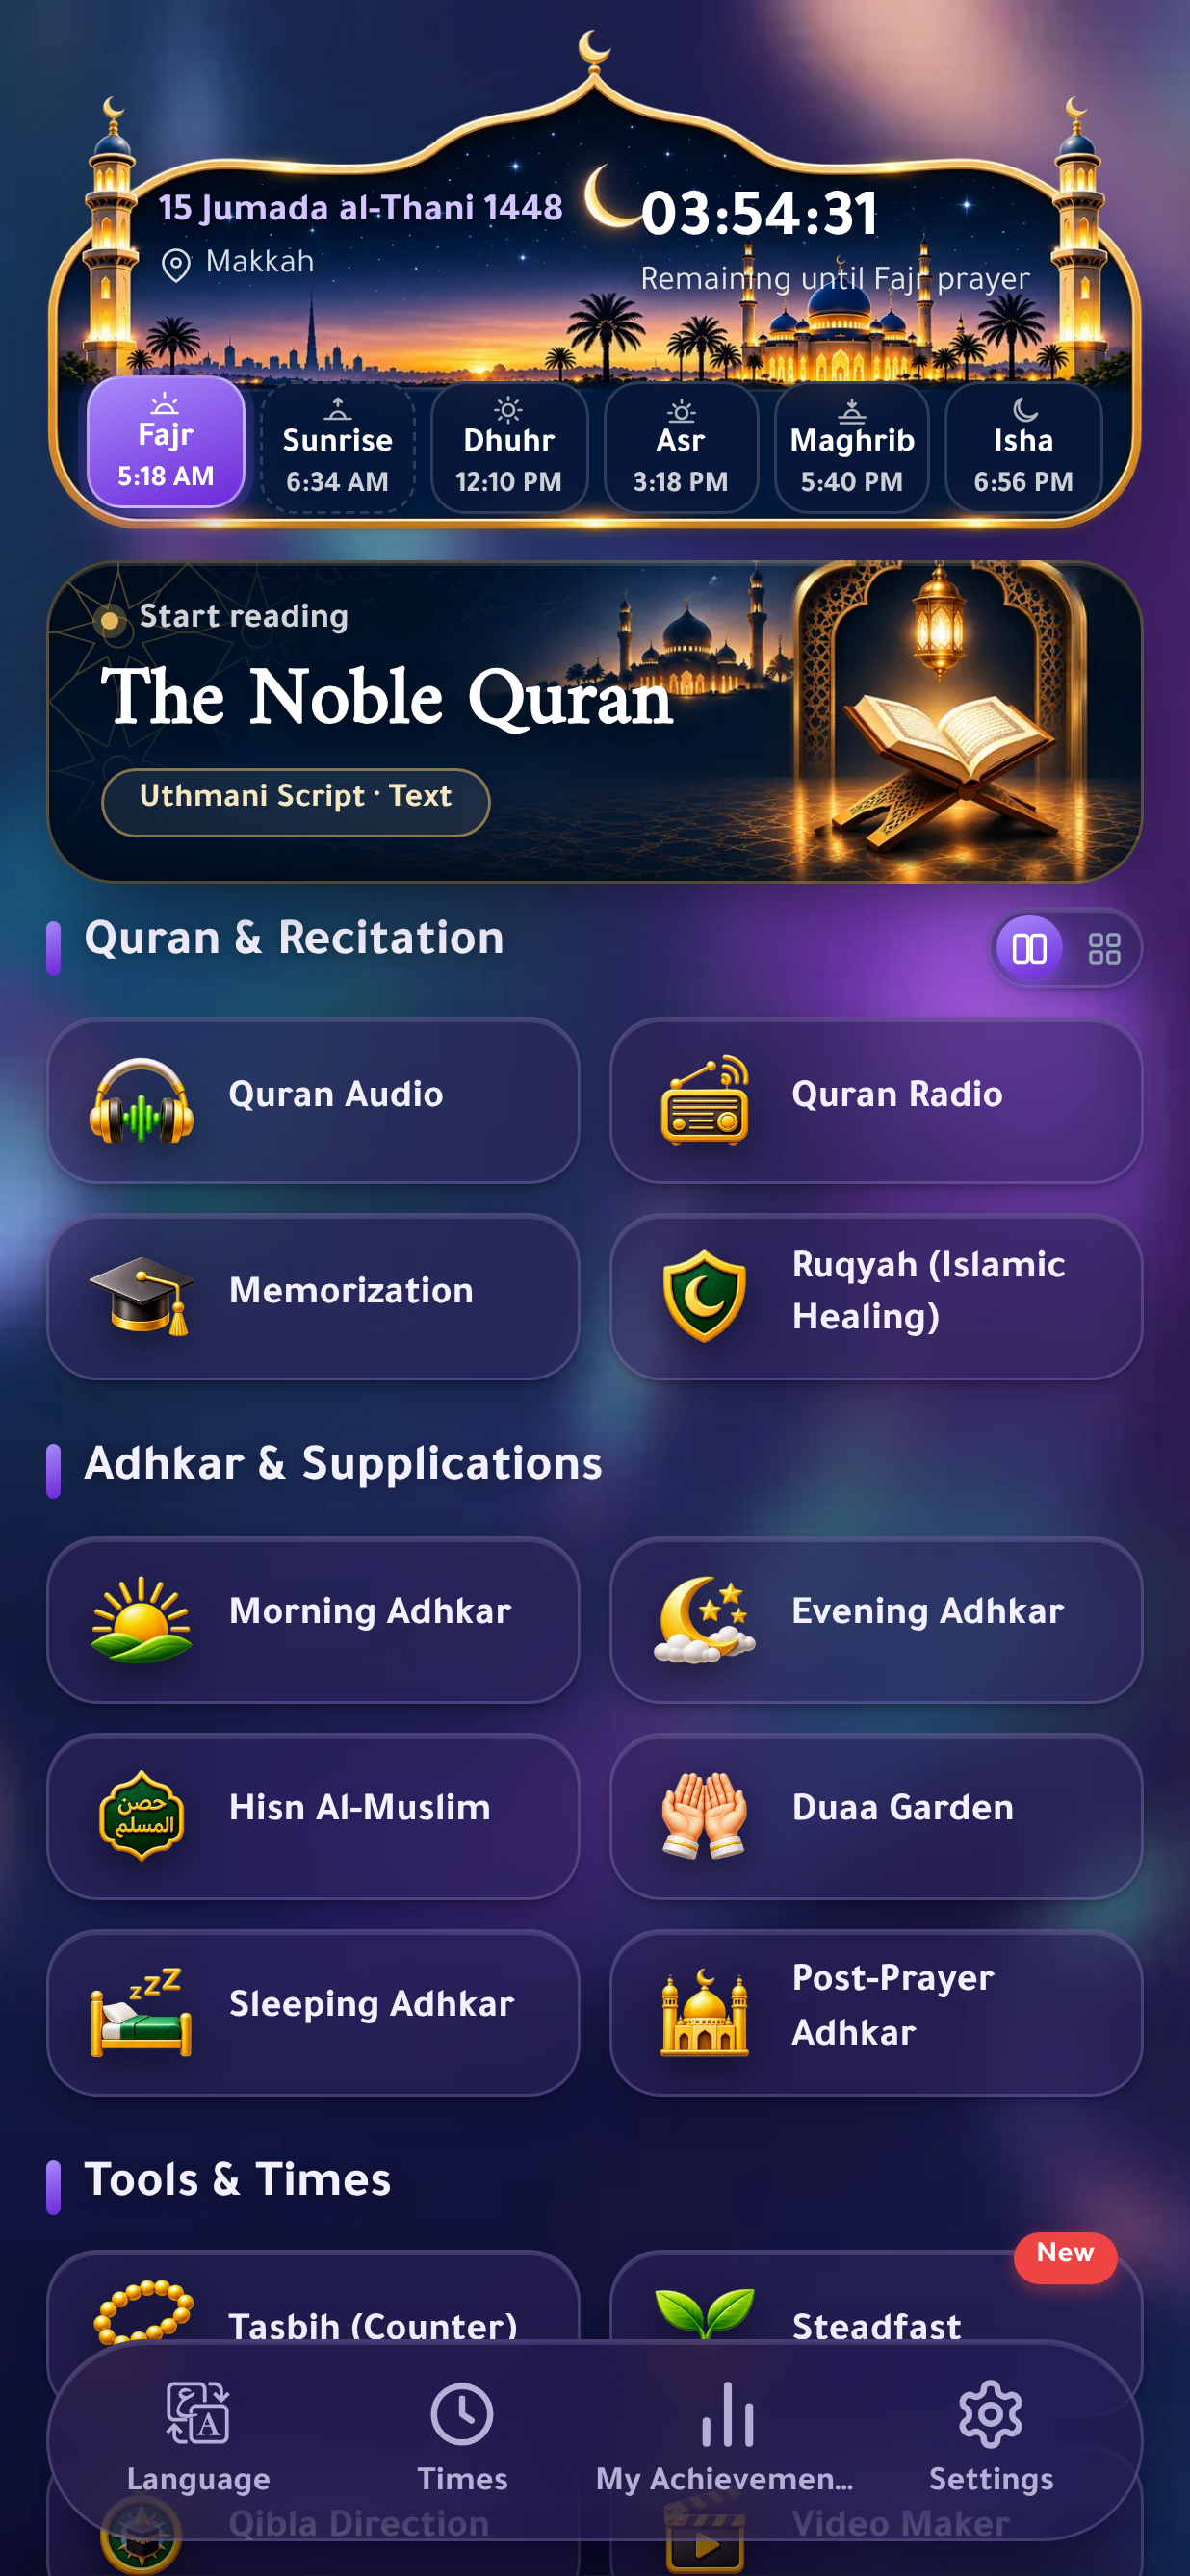 15 Jumada al-Thani 1448
Makkah
03:54:31
Remaining until Fajr prayer
Fajr
5:18 AM
Sunrise
6:34 AM
Dhuhr
12:10 PM
Asr
3:18 PM
Maghrib
5:40 PM
Isha
6:56 PM
Start reading
The Noble Quran
Uthmani Script · Text
Quran & Recitation
Quran Audio
Quran Radio
Memorization
Ruqyah (Islamic
Healing)
Adhkar & Supplications
Morning Adhkar
Evening Adhkar
حصن
المسلم
Hisn Al-Muslim
Duaa Garden
zZZ
Sleeping Adhkar
Post-Prayer
Adhkar
Tools & Times
New
Tasbih (Counter)
Steadfast
ع
A
Language
Times
My Achievemen...
Settings
Qibla Direction
Video Maker